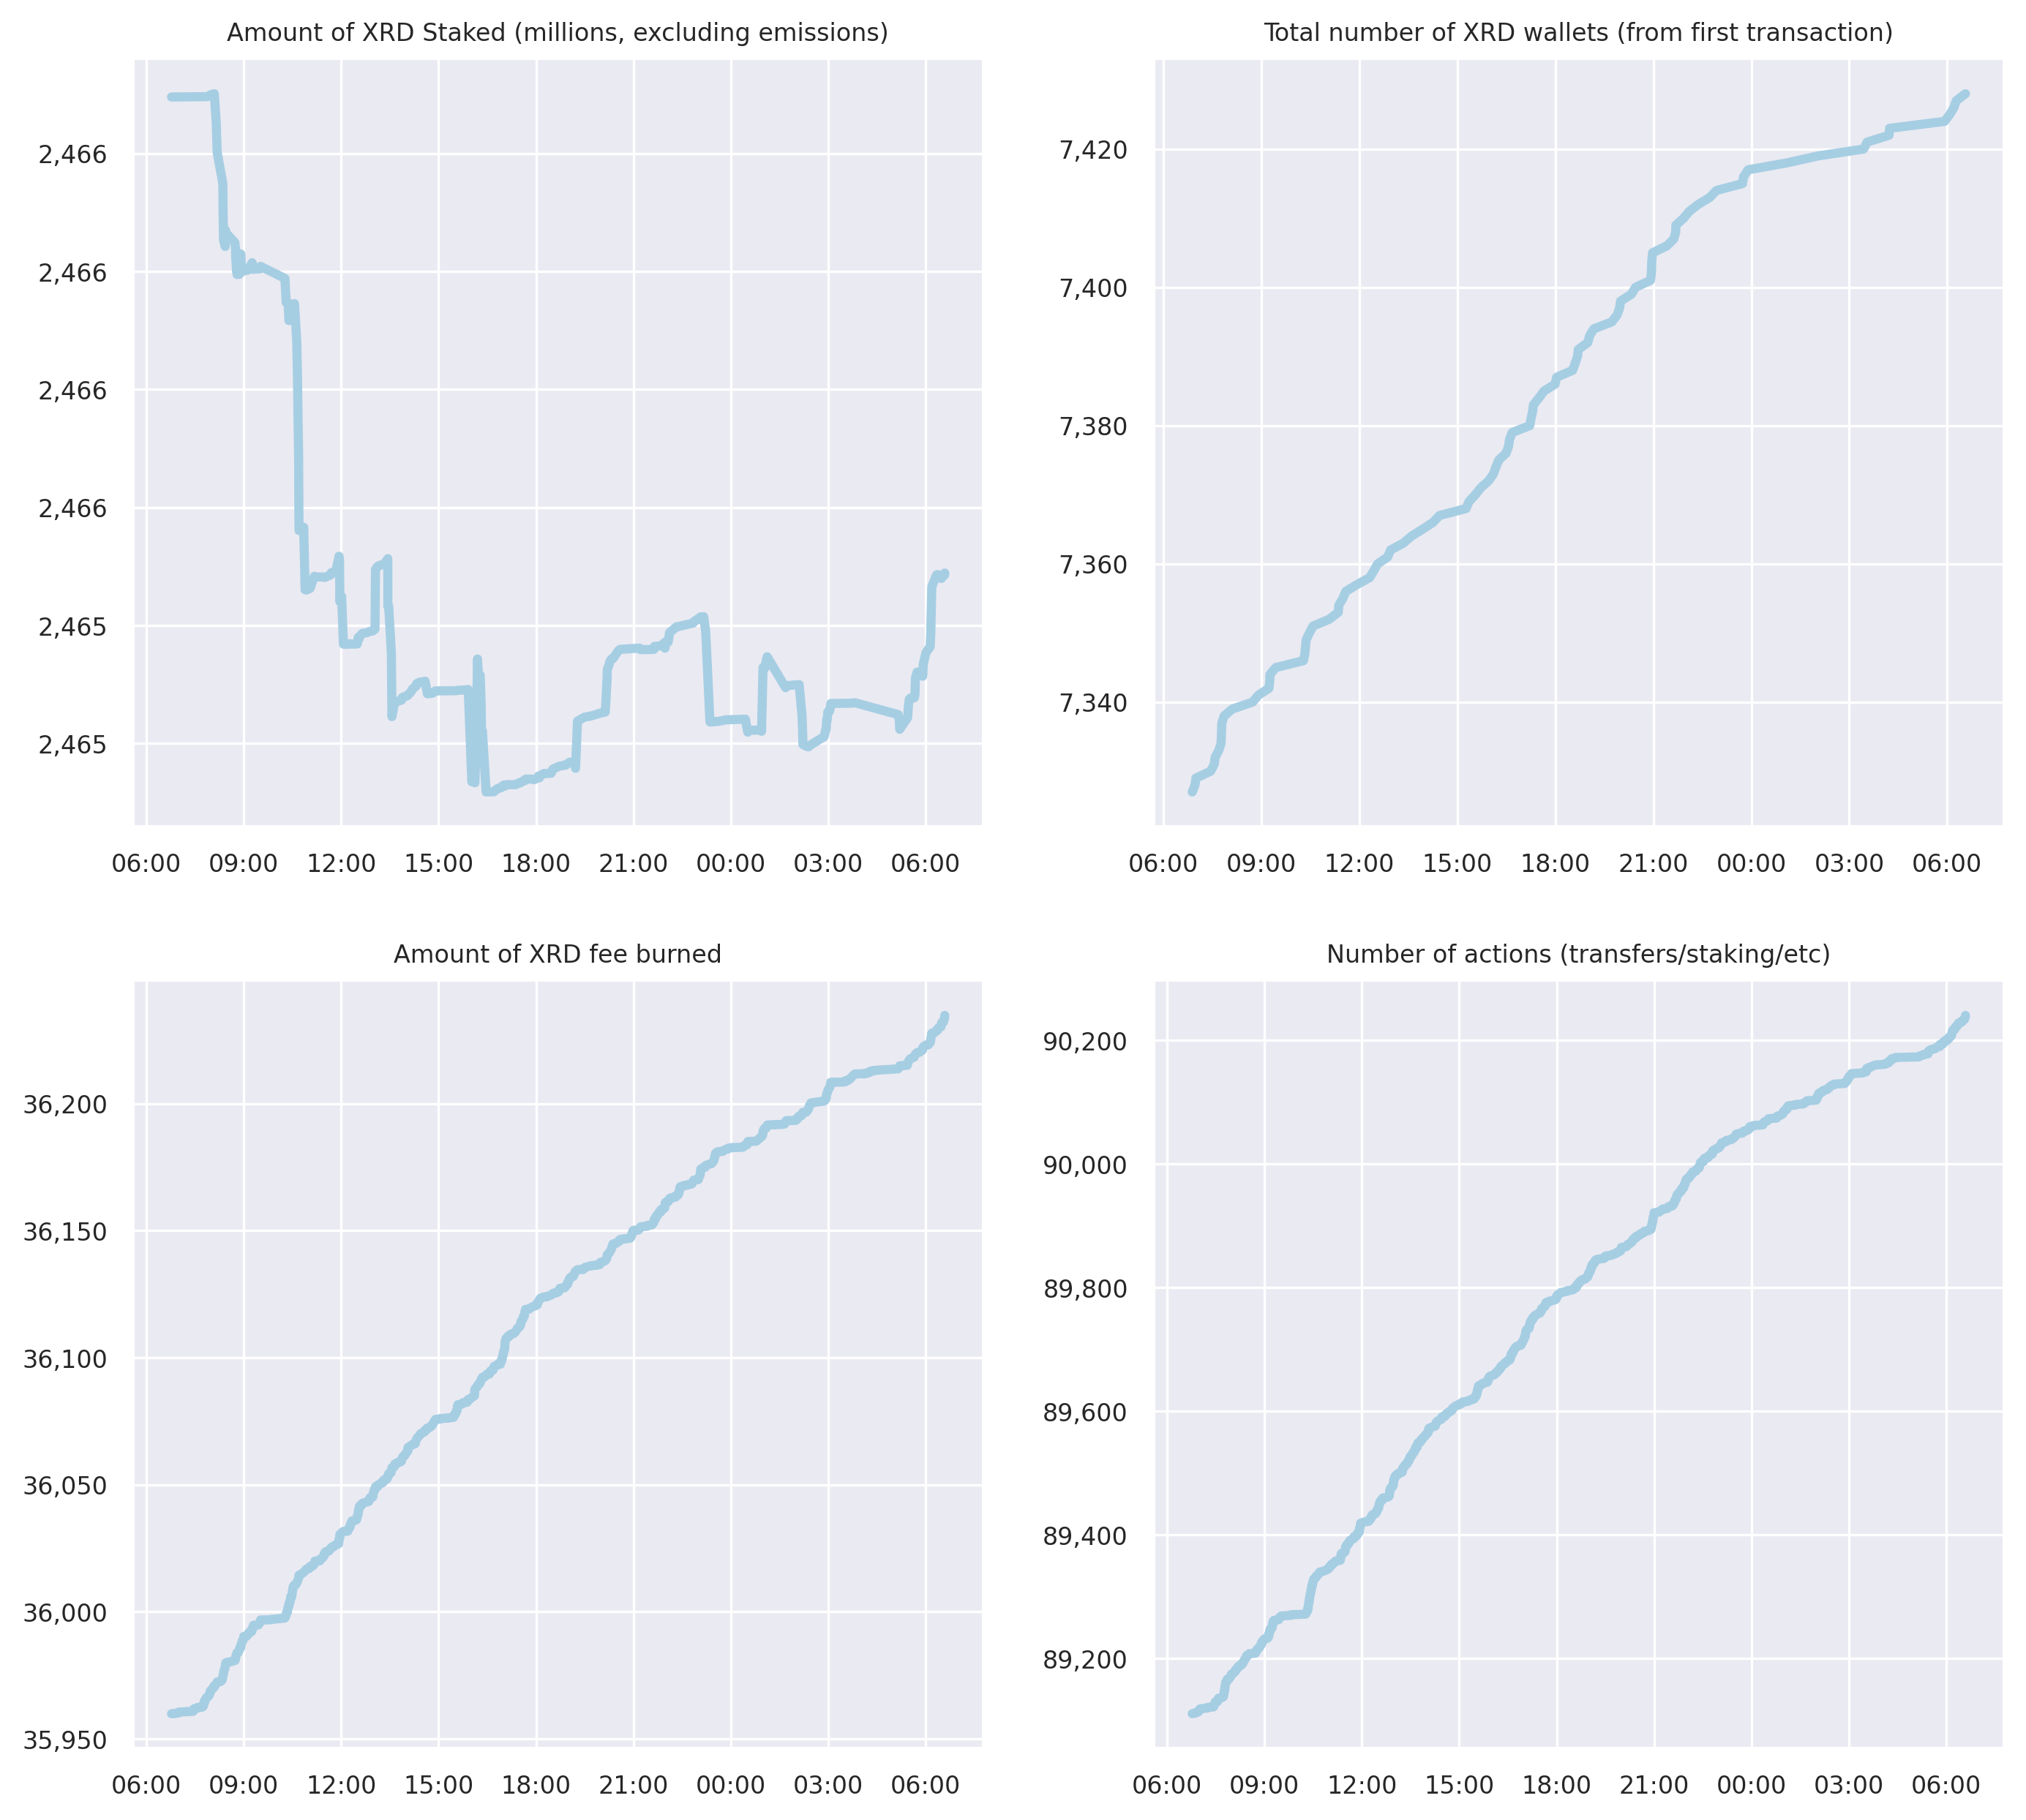 Amount of XRD Staked (millions, excluding emissions)
2,466
2,466
2,466
2,466
2,465
2,465
06:00 09:00 12:00 15:00 18:00 21:00 00:00 03:00 06:00
Total number of XRD wallets (from first transaction)
7,420
7,400
7,380
7,360
7,340
06:00 09:00 12:00 15:00 18:00 21:00 00:00 03:00 06:00
Amount of XRD fee burned
36,200
36,150
36,100
36,050
36,000
35,950
06:00 09:00 12:00 15:00 18:00 21:00 00:00 03:00 06:00
Number of actions (transfers/staking/etc)
90,200
90,000
89,800
89,600
89,400
89,200
06:00 09:00 12:00 15:00 18:00 21:00 00:00 03:00 06:00